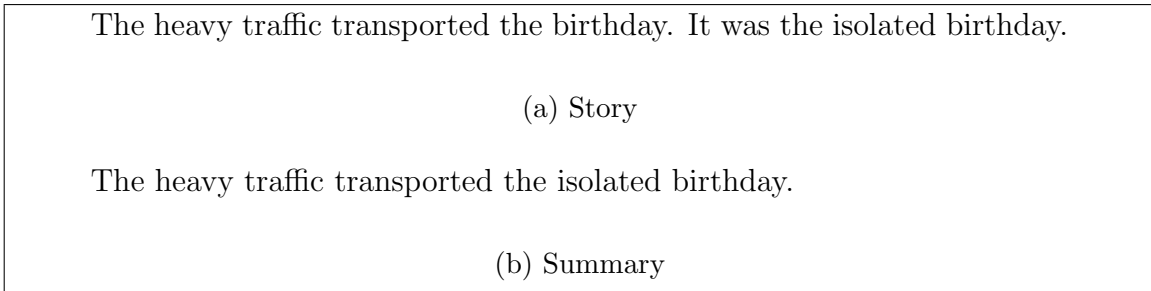 The heavy traffic transported the birthday. It was the isolated birthday.
(a) Story
The heavy traffic transported the isolated birthday.
(b) Summary